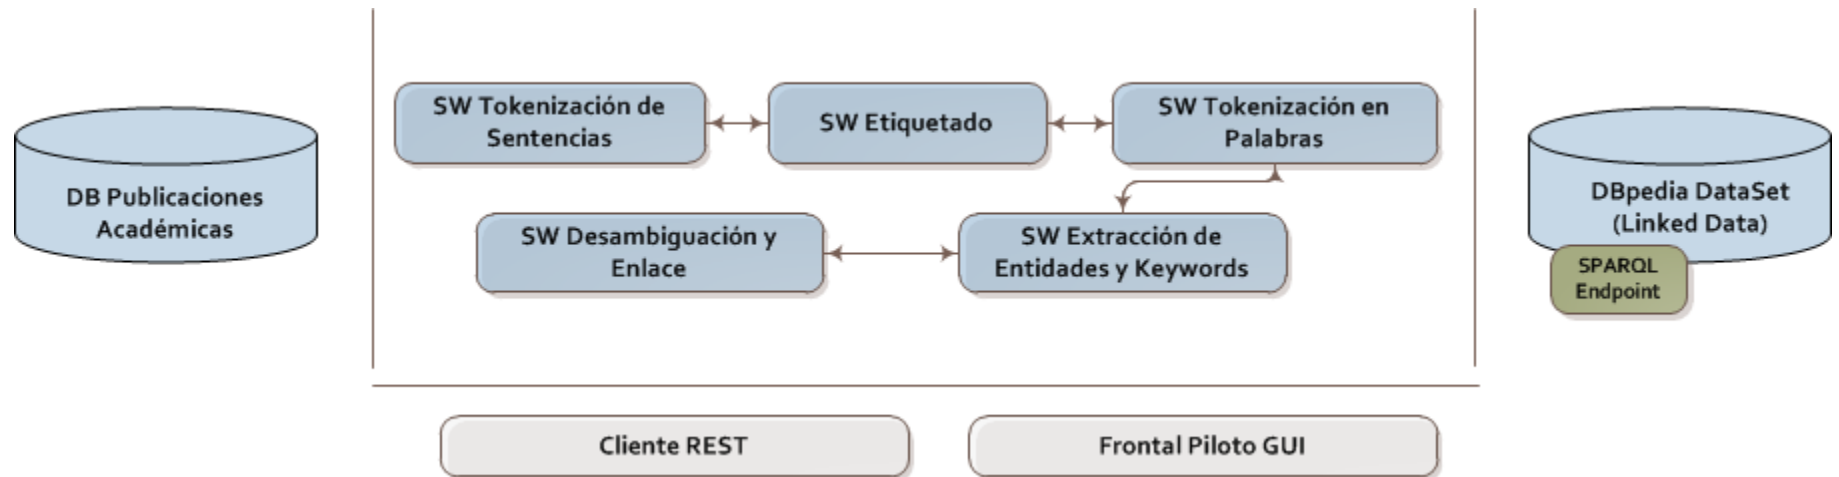 SW Tokenización de
Sentencias
SW Etiquetado
SW Tokenización en
Palabras
DB Publicaciones
Académicas
DBpedia DataSet
(Linked Data)
SW Desambiguación y
Enlace
SW Extracción de
Entidades y Keywords
SPARQL
Endpoint
Cliente REST
Frontal Piloto GUI